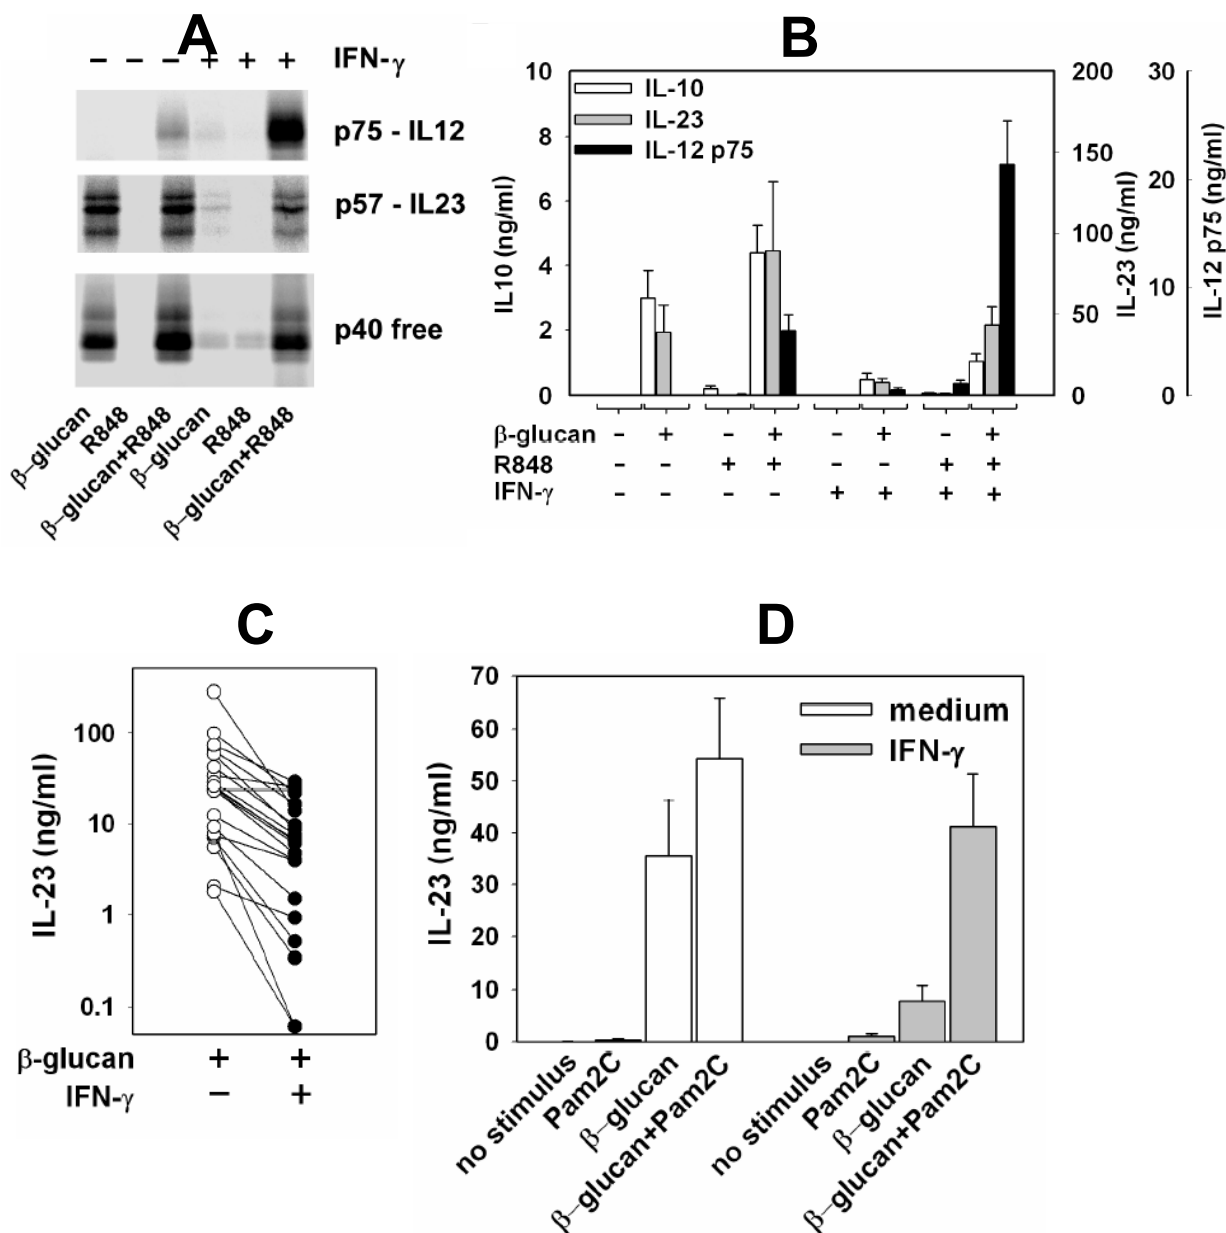 A
− − − + + + IFN-γ
p75 - IL12
p57 - IL23
p40 free
β–glucan
R848
β–glucan+R848
β–glucan
R848
β–glucan+R848
B
10
8
6
4
2
0
IL10 (ng/ml)
IL-10
IL-23
IL-12 p75
200
150
100
50
0
IL-23 (ng/ml)
30
20
10
0
IL-12 p75 (ng/ml)
β-glucan − + − + − + − +
R848 − − + + − − + +
IFN-γ − − − − + + + +
C
100
10
1
0.1
IL-23 (ng/ml)
β-glucan + +
IFN-γ − +
D
70
60
50
40
30
20
10
0
IL-23 (ng/ml)
medium
IFN-γ
no stimulus
Pam2C
β–glucan
β–glucan+Pam2C
no stimulus
Pam2C
β–glucan
β–glucan+Pam2C